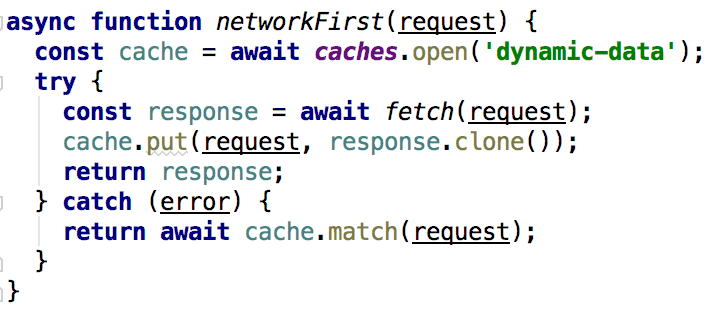 async function networkFirst(request) {
  const cache = await caches.open('dynamic-data');
  try {
    const response = await fetch(request);
    cache.put(request, response.clone());
    return response;
  } catch (error) {
    return await cache.match(request);
  }
}